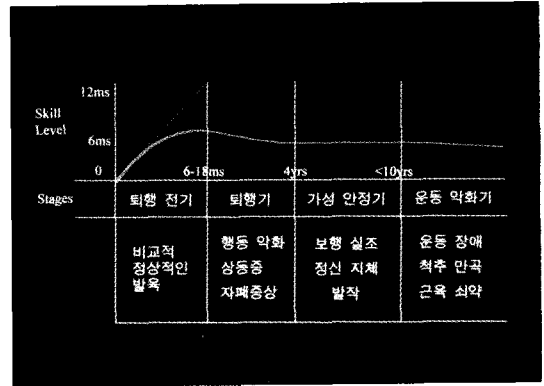 12ms
Skill
Level
6ms
0 6-18ms 4yrs <10yrs
Stages 퇴행 전기 퇴행기 가성 안정기 운동 악화기
비교적 행동 악화 보행 실조 운동 장애
정상적인 상동증 정신 지체 척추 만곡
발육 자폐증상 발작 근육 쇠약